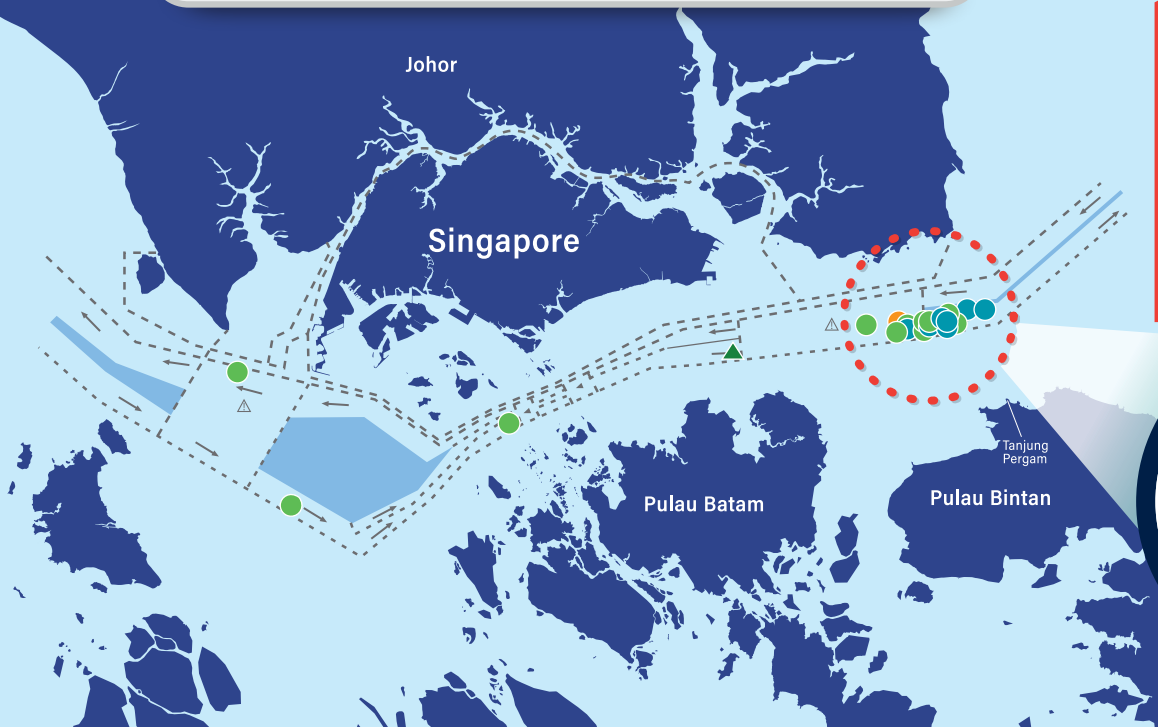 Johor
Singapore
Tanjung
Pergam
Pulau Batam
Pulau Bintan